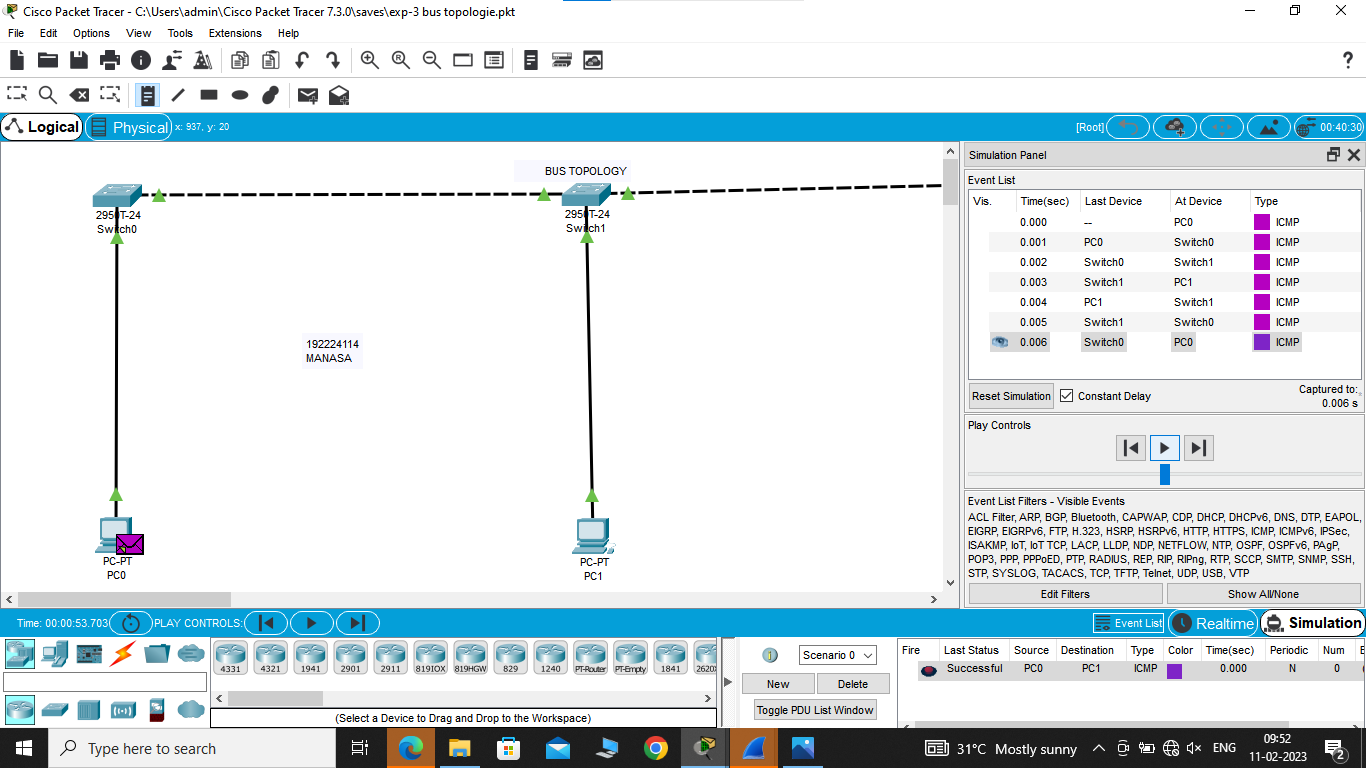 Cisco Packet Tracer - C:\Users\admin\Cisco Packet Tracer 7.3.0\saves\exp-3 bus topologie.pkt
File Edit Options View Tools Extensions Help
Logical Physical x: 937, y: 20 [Root] 00:40:30
BUS TOPOLOGY
2950T-24
Switch0
2950T-24
Switch1
192224114
MANASA
PC-PT
PC0
PC-PT
PC1
Simulation Panel
Event List
Vis. Time(sec) Last Device At Device Type
0.000 -- PC0 ICMP
0.001 PC0 Switch0 ICMP
0.002 Switch0 Switch1 ICMP
0.003 Switch1 PC1 ICMP
0.004 PC1 Switch1 ICMP
0.005 Switch1 Switch0 ICMP
0.006 Switch0 PC0 ICMP
Reset Simulation Constant Delay Captured to:
0.006 s
Play Controls
Event List Filters - Visible Events
ACL Filter, ARP, BGP, Bluetooth, CAPWAP, CDP, DHCP, DHCPv6, DNS, DTP, EAPOL,
EIGRP, EIGRPv6, FTP, H.323, HSRP, HSRPv6, HTTP, HTTPS, ICMP, ICMPv6, IPSec,
ISAKMP, IoT, IoT TCP, LACP, LLDP, NDP, NETFLOW, NTP, OSPF, OSPFv6, PAgP,
POP3, PPP, PPPoED, PTP, RADIUS, REP, RIP, RIPng, RTP, SCCP, SMTP, SNMP, SSH,
STP, SYSLOG, TACACS, TCP, TFTP, Telnet, UDP, USB, VTP
Edit Filters Show All/None
Time: 00:00:53.703 PLAY CONTROLS: Event List Realtime Simulation
4331 4321 1941 2901 2911 819IOX 819HGW 829 1240 PT-Router PT-Empty 1841 2620X
(Select a Device to Drag and Drop to the Workspace)
Scenario 0
New Delete
Toggle PDU List Window
Fire Last Status Source Destination Type Color Time(sec) Periodic Num E
Successful PC0 PC1 ICMP 0.000 N 0
Type here to search
31°C Mostly sunny ENG 09:52
11-02-2023
2